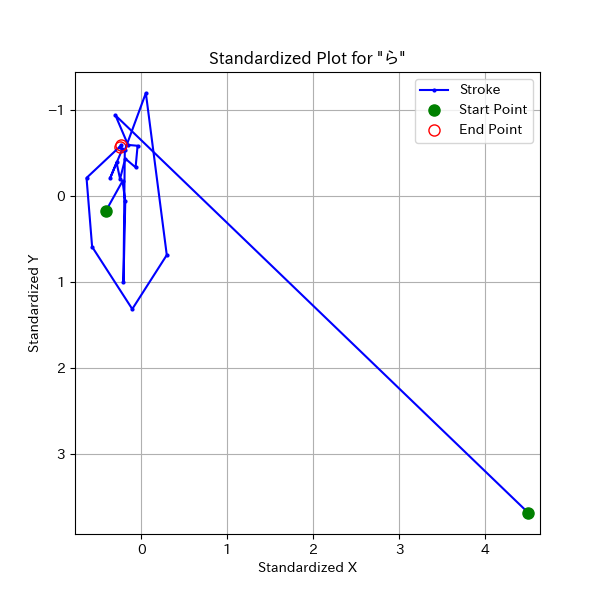 Standardized Plot for "ら"
Stroke
Start Point
End Point
−1
0
1
2
3
Standardized Y
0 1 2 3 4
Standardized X